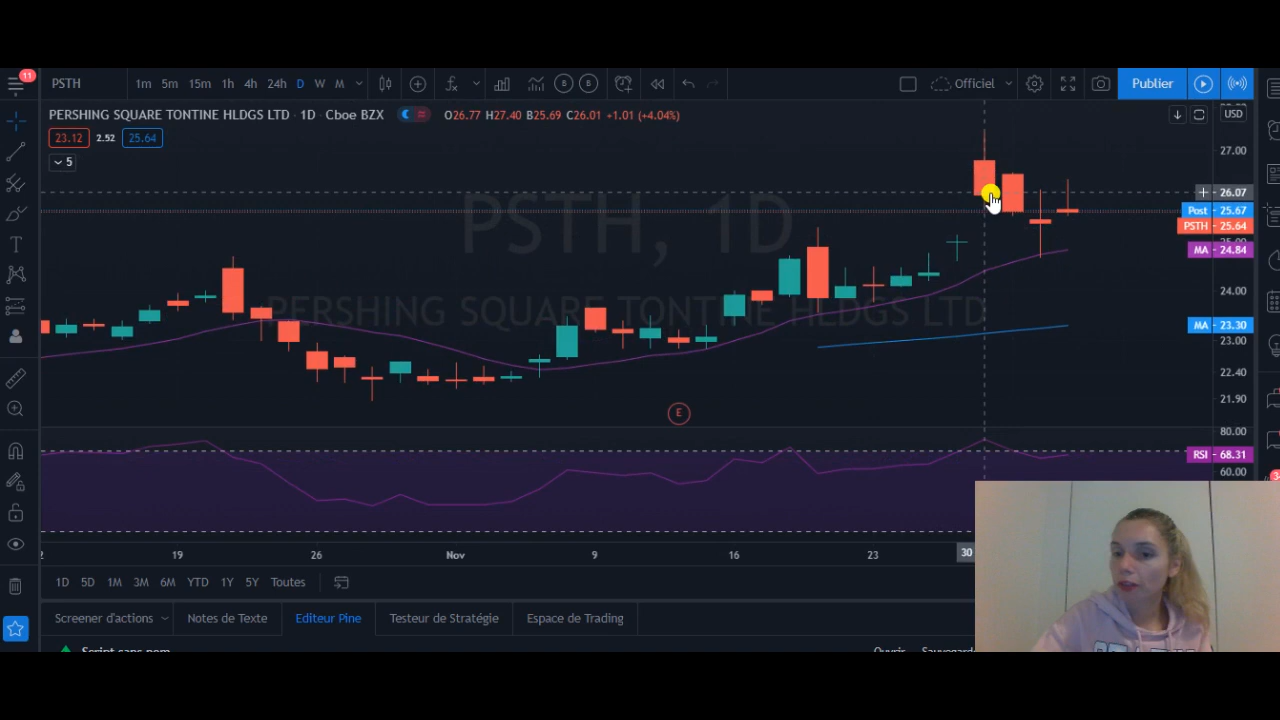 11
PSTH 1m 5m 15m 1h 4h 24h D W M Officiel Publier
PERSHING SQUARE TONTINE HLDGS LTD · 1D · Cboe BZX O26.77 H27.40 B25.69 C26.01 +1.01 (+4.04%) USD
23.12 2.52 25.64
5
PSTH, 1D
PERSHING SQUARE TONTINE HLDGS LTD
27.00
26.07
Post 25.67
PSTH 25.64
MA 24.84
24.00
MA 23.30
23.00
22.40
21.90
E
80.00
RSI 68.31
60.00
19 26 Nov 9 16 23 30
1D 5D 1M 3M 6M YTD 1Y 5Y Toutes
Screener d'actions Notes de Texte Editeur Pine Testeur de Stratégie Espace de Trading
Script sans nom Ouvrir